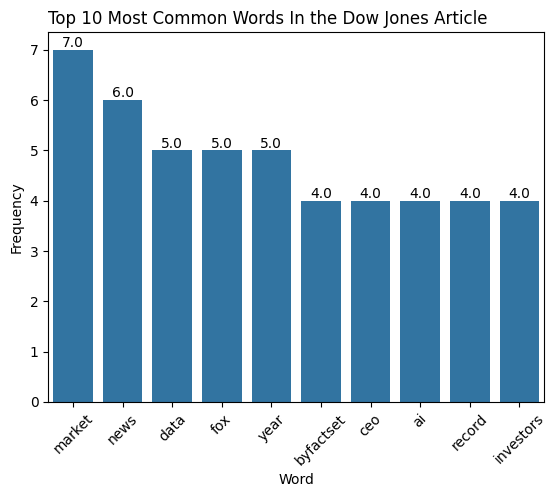 Top 10 Most Common Words In the Dow Jones Article
7.0
6.0
5.0 5.0 5.0
4.0 4.0 4.0 4.0 4.0
7
6
5
4
3
2
1
0
Frequency
market news data fox year byfactset ceo ai record investors
Word